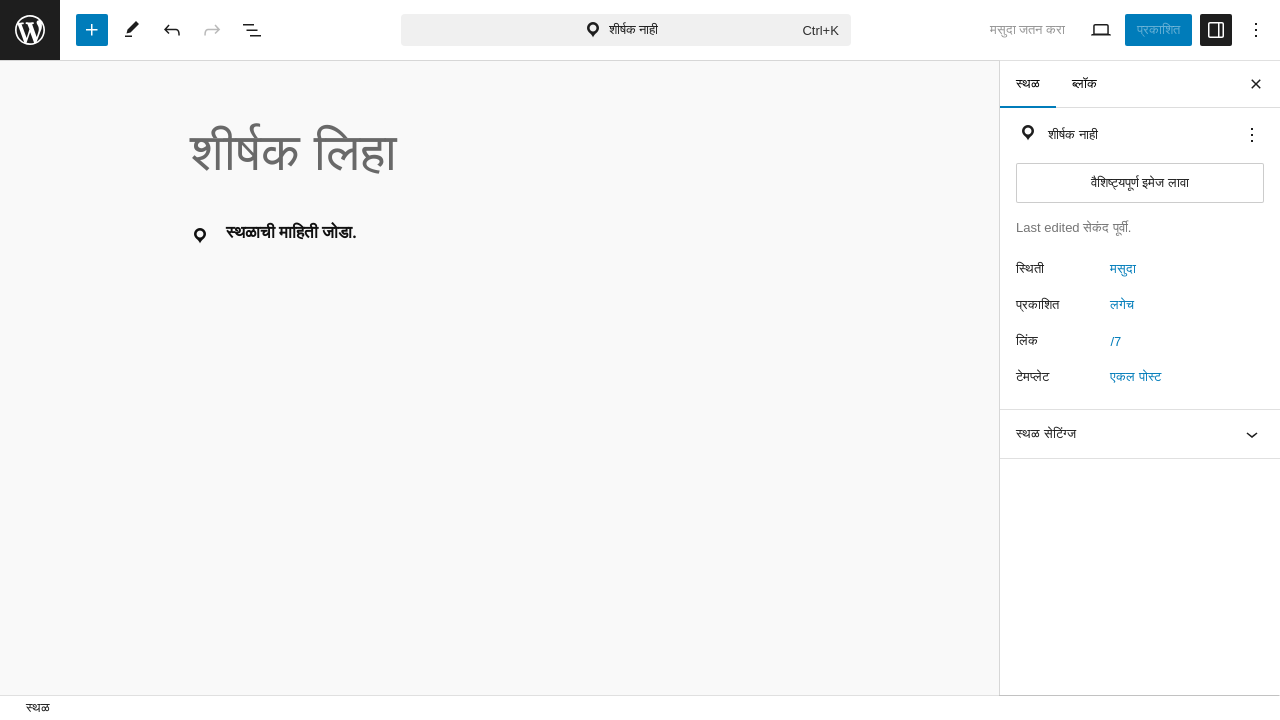 शीर्षक नाही
Ctrl+K
मसुदा जतन करा
प्रकाशित
स्थळ
ब्लॉक
शीर्षक नाही
वैशिष्ट्यपूर्ण इमेज लावा
Last edited सेकंद पूर्वी.
स्थिती
मसुदा
प्रकाशित
लगेच
लिंक
/7
टेम्पलेट
एकल पोस्ट
स्थळ सेटिंग्ज
शीर्षक लिहा
स्थळाची माहिती जोडा.
स्थळ